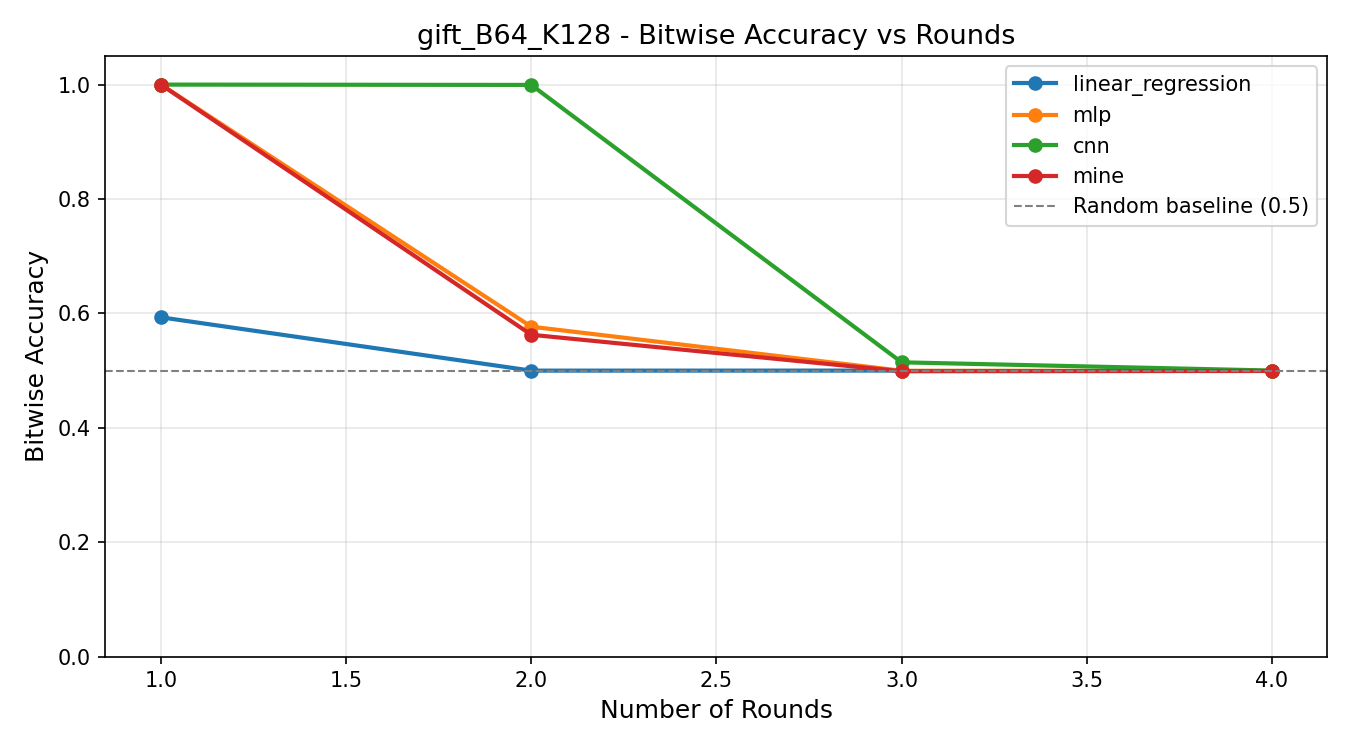 gift_B64_K128 - Bitwise Accuracy vs Rounds
linear_regression
mlp
cnn
mine
Random baseline (0.5)
Bitwise Accuracy
1.0
0.8
0.6
0.4
0.2
0.0
1.0 1.5 2.0 2.5 3.0 3.5 4.0
Number of Rounds